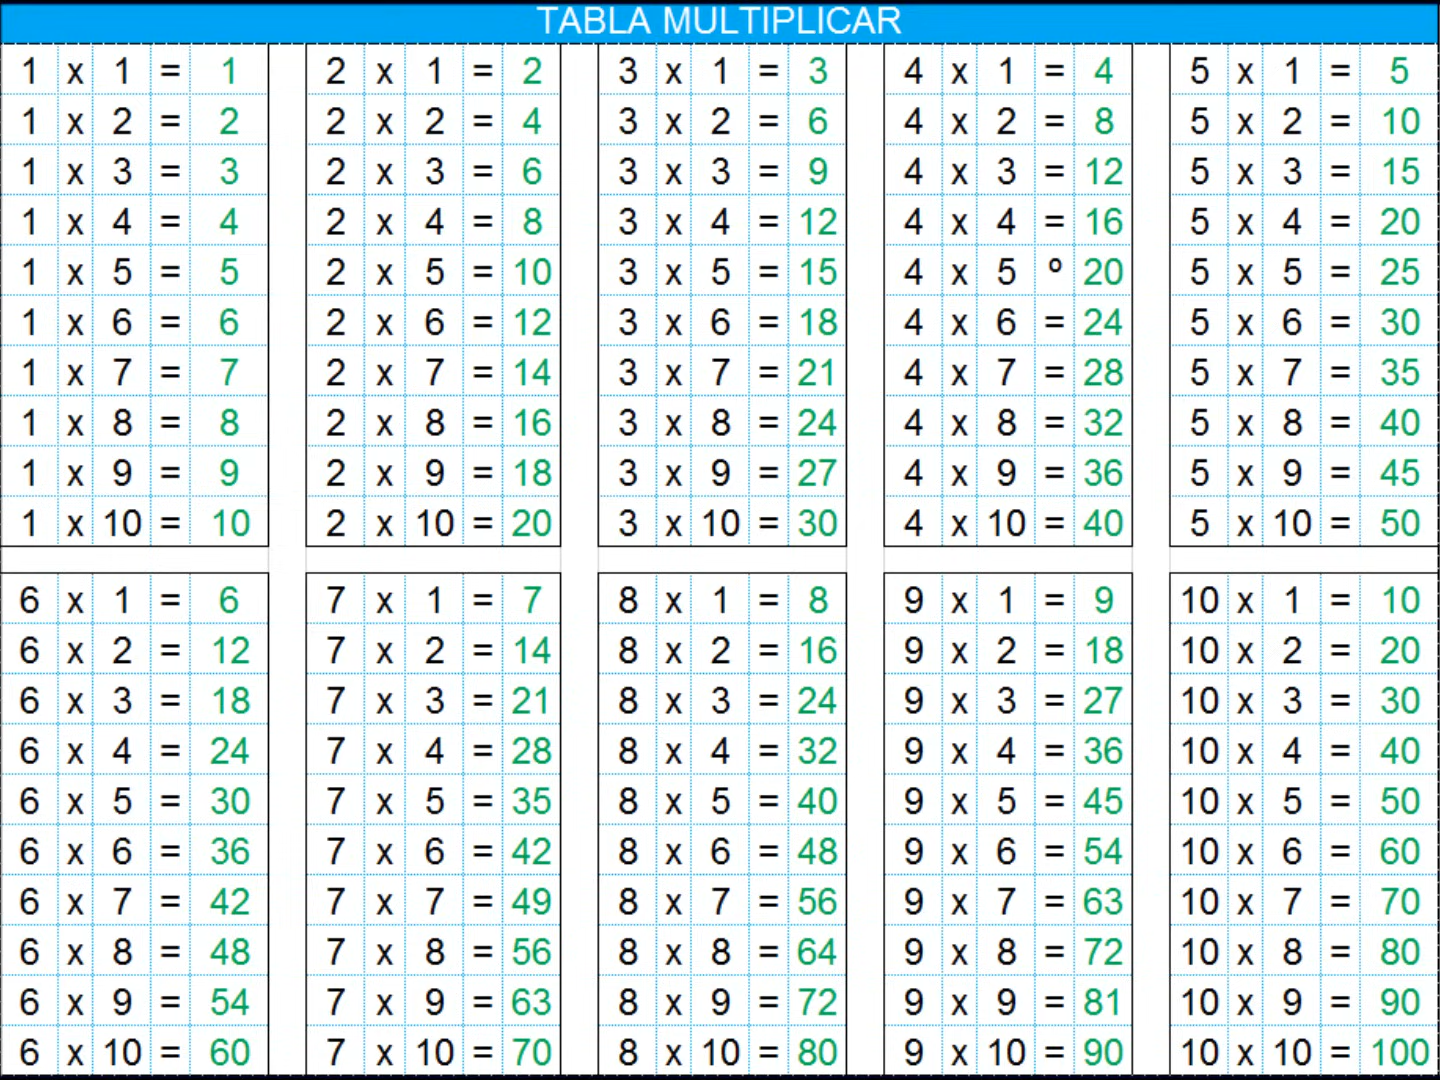 TABLA MULTIPLICAR
1 x 1 = 1
1 x 2 = 2
1 x 3 = 3
1 x 4 = 4
1 x 5 = 5
1 x 6 = 6
1 x 7 = 7
1 x 8 = 8
1 x 9 = 9
1 x 10 = 10
2 x 1 = 2
2 x 2 = 4
2 x 3 = 6
2 x 4 = 8
2 x 5 = 10
2 x 6 = 12
2 x 7 = 14
2 x 8 = 16
2 x 9 = 18
2 x 10 = 20
3 x 1 = 3
3 x 2 = 6
3 x 3 = 9
3 x 4 = 12
3 x 5 = 15
3 x 6 = 18
3 x 7 = 21
3 x 8 = 24
3 x 9 = 27
3 x 10 = 30
4 x 1 = 4
4 x 2 = 8
4 x 3 = 12
4 x 4 = 16
4 x 5 º 20
4 x 6 = 24
4 x 7 = 28
4 x 8 = 32
4 x 9 = 36
4 x 10 = 40
5 x 1 = 5
5 x 2 = 10
5 x 3 = 15
5 x 4 = 20
5 x 5 = 25
5 x 6 = 30
5 x 7 = 35
5 x 8 = 40
5 x 9 = 45
5 x 10 = 50
6 x 1 = 6
6 x 2 = 12
6 x 3 = 18
6 x 4 = 24
6 x 5 = 30
6 x 6 = 36
6 x 7 = 42
6 x 8 = 48
6 x 9 = 54
6 x 10 = 60
7 x 1 = 7
7 x 2 = 14
7 x 3 = 21
7 x 4 = 28
7 x 5 = 35
7 x 6 = 42
7 x 7 = 49
7 x 8 = 56
7 x 9 = 63
7 x 10 = 70
8 x 1 = 8
8 x 2 = 16
8 x 3 = 24
8 x 4 = 32
8 x 5 = 40
8 x 6 = 48
8 x 7 = 56
8 x 8 = 64
8 x 9 = 72
8 x 10 = 80
9 x 1 = 9
9 x 2 = 18
9 x 3 = 27
9 x 4 = 36
9 x 5 = 45
9 x 6 = 54
9 x 7 = 63
9 x 8 = 72
9 x 9 = 81
9 x 10 = 90
10 x 1 = 10
10 x 2 = 20
10 x 3 = 30
10 x 4 = 40
10 x 5 = 50
10 x 6 = 60
10 x 7 = 70
10 x 8 = 80
10 x 9 = 90
10 x 10 = 100